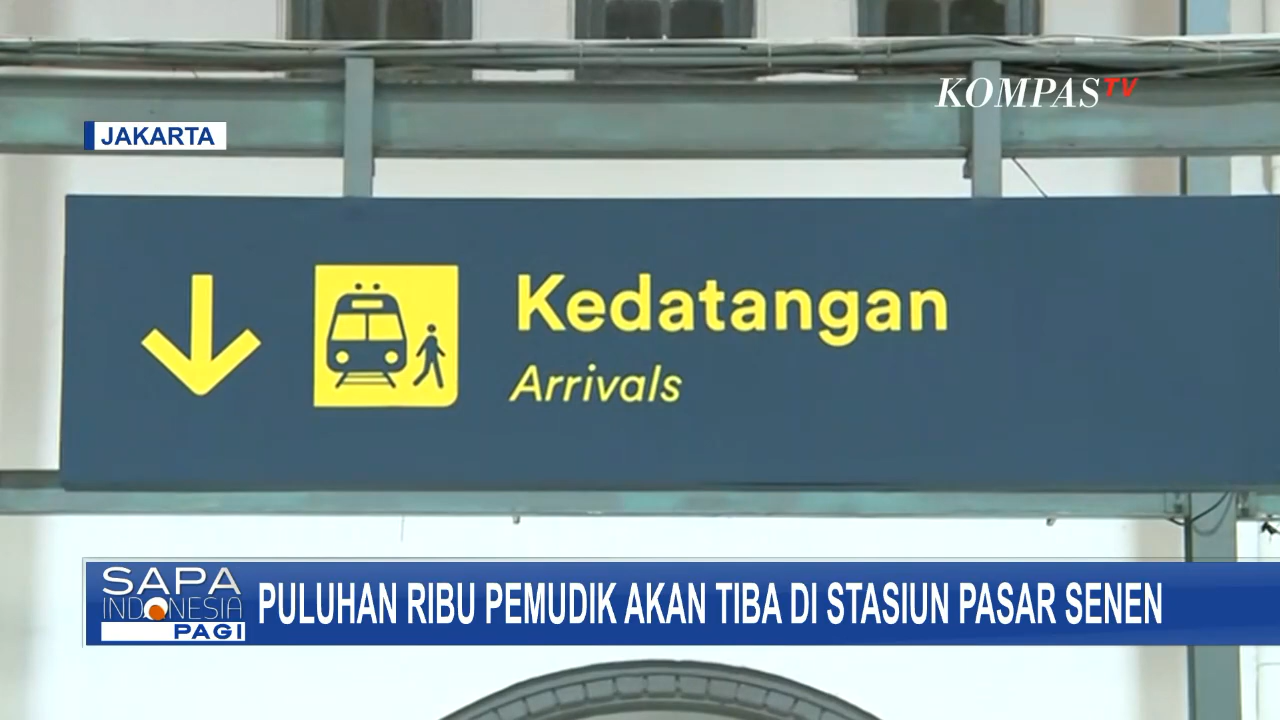 KOMPASTV
JAKARTA
Kedatangan
Arrivals
SAPA
INDONESIA
PAGI
PULUHAN RIBU PEMUDIK AKAN TIBA DI STASIUN PASAR SENEN